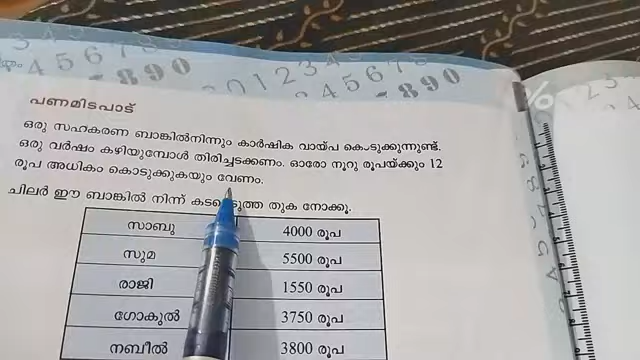 പണമിടപാട്
ഒരു സഹകരണ ബാങ്കിൽനിന്നും കാർഷിക വായ്പ കൊടുക്കുന്നുണ്ട്.
ഒരു വർഷം കഴിയുമ്പോൾ തിരിച്ചടക്കണം. ഓരോ നൂറു രൂപയ്ക്കും 12
രൂപ അധികം കൊടുക്കുകയും വേണം.
ചിലർ ഈ ബാങ്കിൽ നിന്ന് കടമെടുത്ത തുക നോക്കൂ.
സാബു 4000 രൂപ
സുമ 5500 രൂപ
രാജി 1550 രൂപ
ഗോകുൽ 3750 രൂപ
നബീൽ 3800 രൂപ